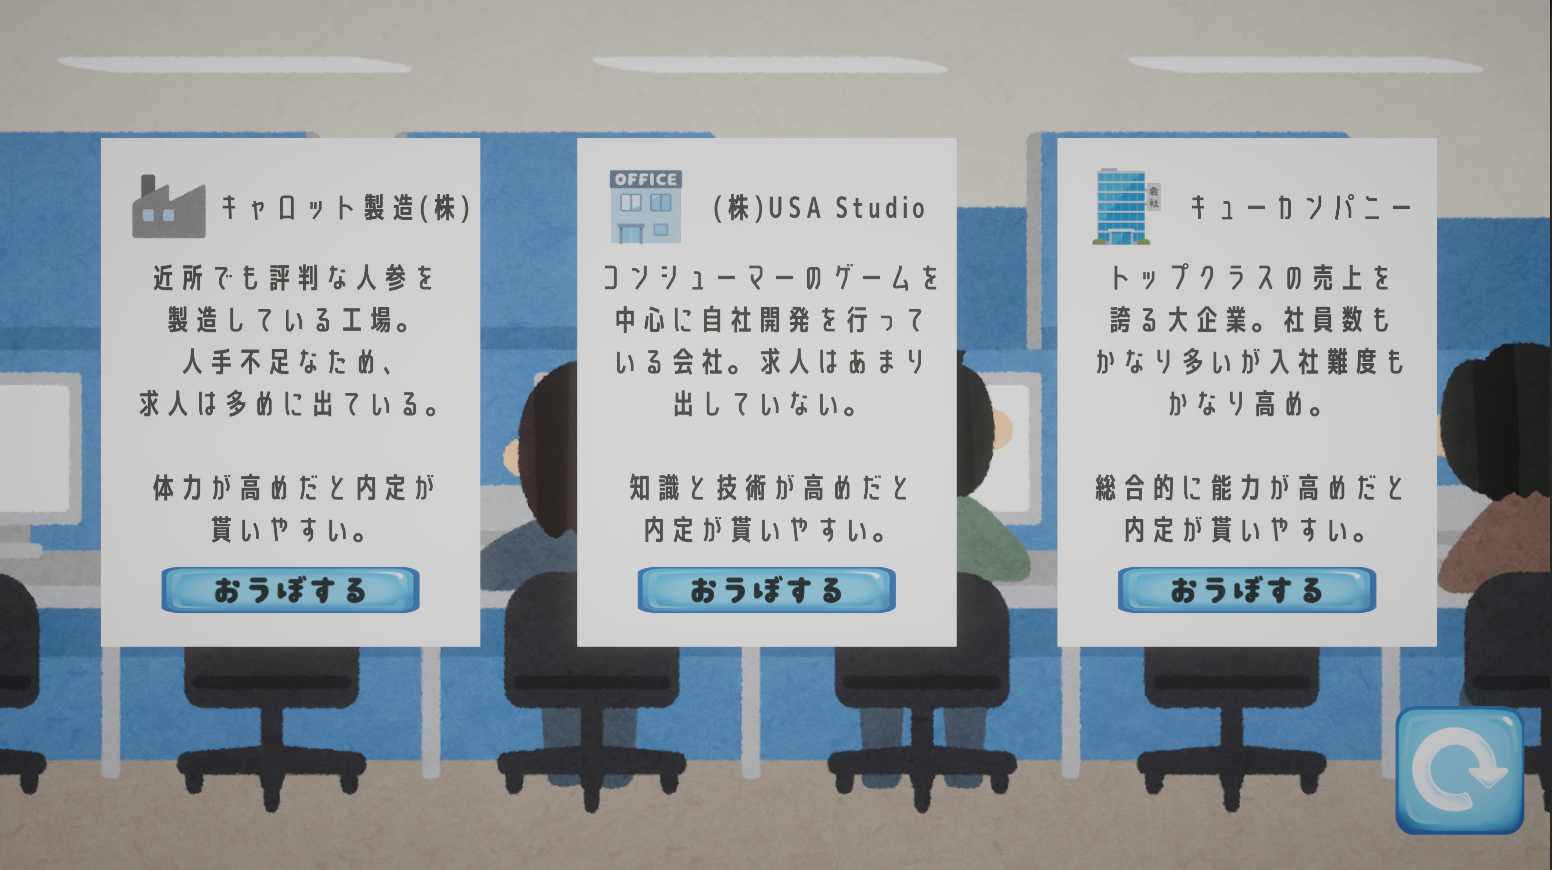 キャロット製造(株)
近所でも評判な人参を
製造している工場。
人手不足なため、
求人は多めに出ている。
体力が高めだと内定が
貰いやすい。
おうぼする
OFFICE
(株)USA Studio
コンシューマーのゲームを
中心に自社開発を行って
いる会社。求人はあまり
出していない。
知識と技術が高めだと
内定が貰いやすい。
おうぼする
会社
キューカンパニー
トップクラスの売上を
誇る大企業。社員数も
かなり多いが入社難度も
かなり高め。
総合的に能力が高めだと
内定が貰いやすい。
おうぼする